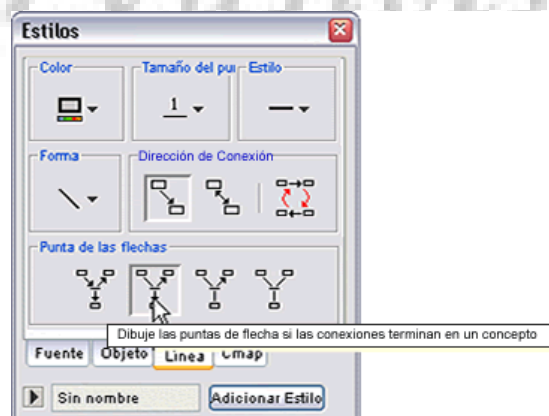 Estilos
Color
Tamaño del pu
Estilo
1
Forma
Dirección de Conexión
Punta de las flechas
Dibuje las puntas de flecha si las conexiones terminan en un concepto
Fuente
Objeto
Línea
Cmap
Sin nombre
Adicionar Estilo